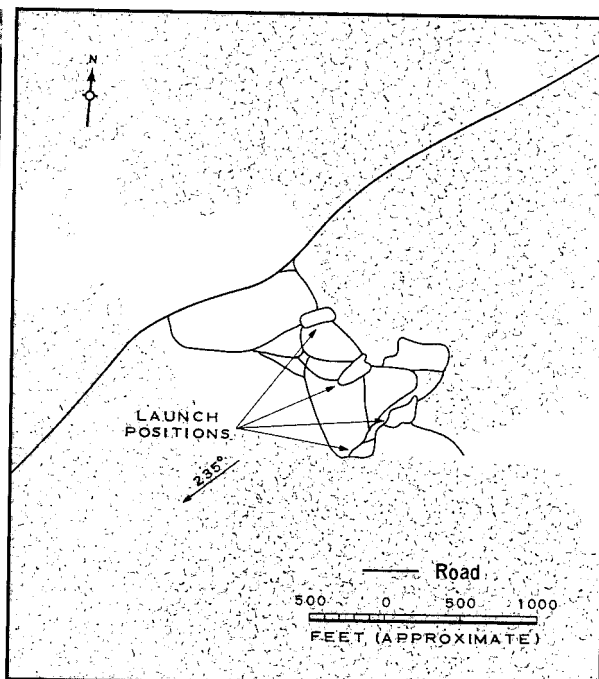 N
LAUNCH
POSITIONS
235°
Road
500 0 500 1000
FEET (APPROXIMATE)